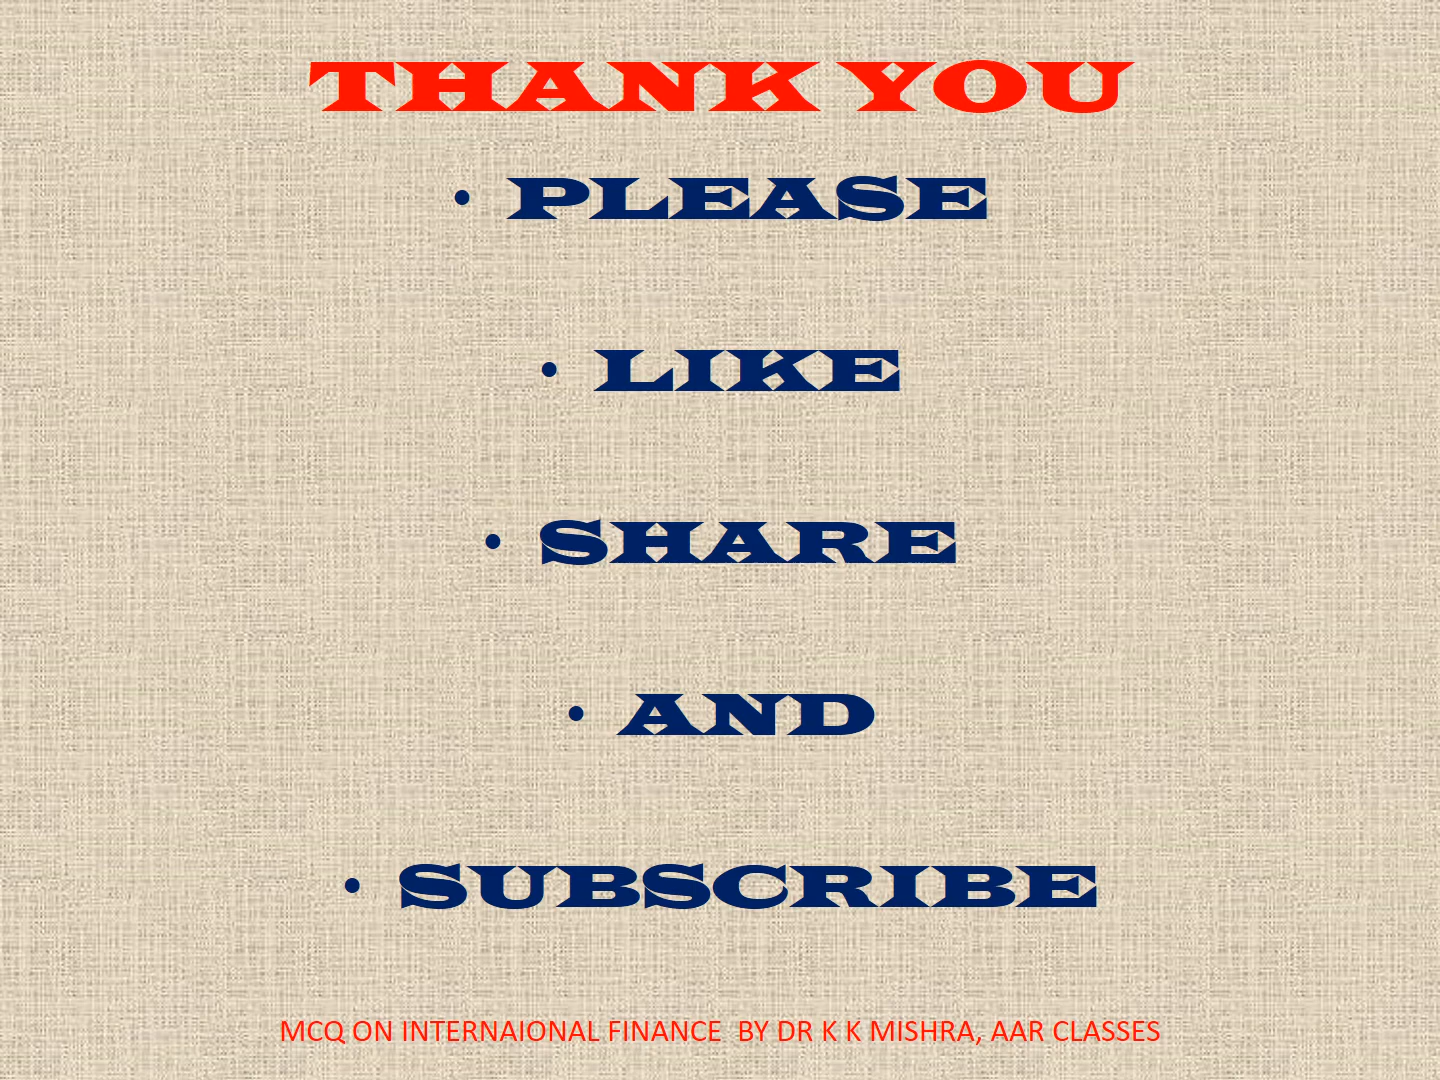 THANK YOU
• PLEASE
• LIKE
• SHARE
• AND
• SUBSCRIBE
MCQ ON INTERNAIONAL FINANCE  BY DR K K MISHRA, AAR CLASSES